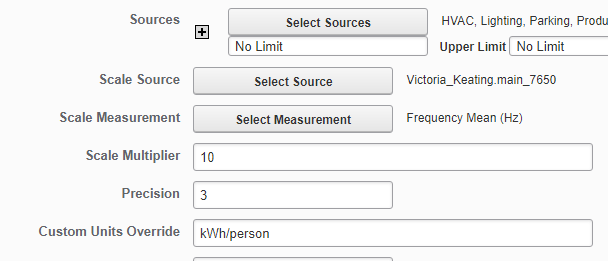 Sources Select Sources HVAC, Lighting, Parking, Produ
No Limit Upper Limit No Limit
Scale Source Select Source Victoria_Keating.main_7650
Scale Measurement Select Measurement Frequency Mean (Hz)
Scale Multiplier 10
Precision 3
Custom Units Override kWh/person